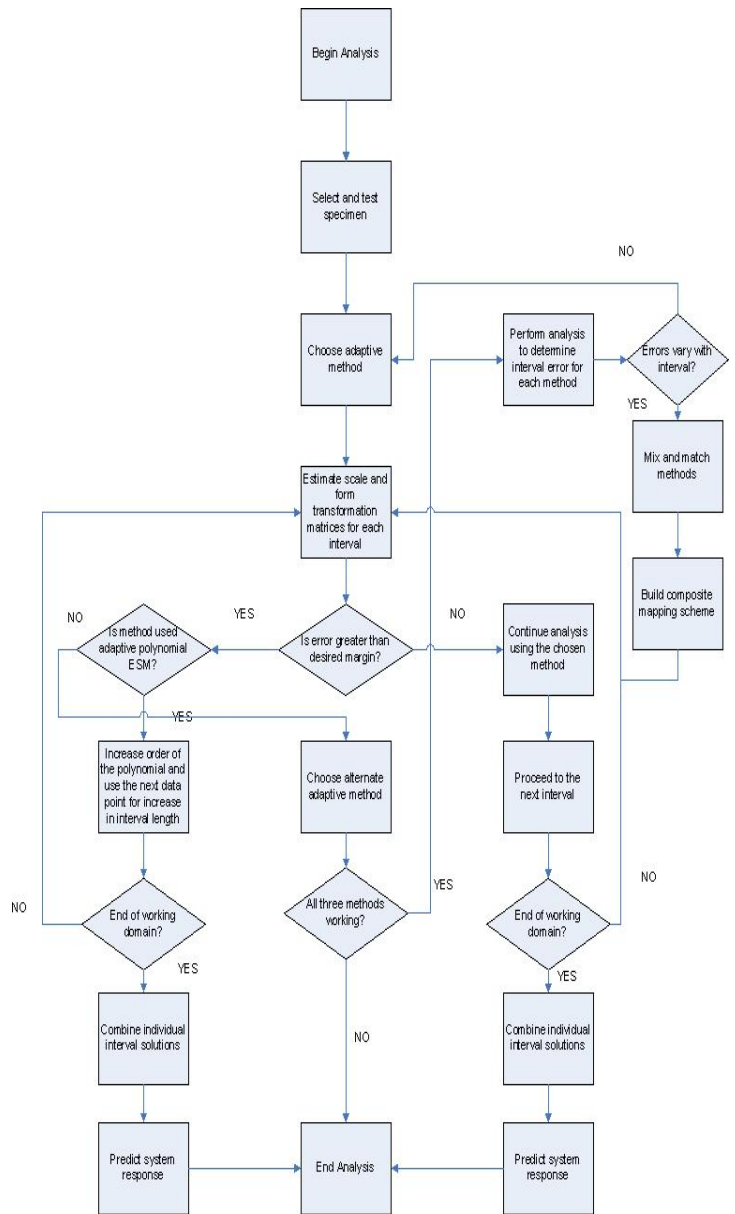 Begin Analysis
Select and test
specimen
NO
Choose adaptive
method
Perform analysis
to determine
interval error for
each method
Errors vary with
interval?
YES
Mix and match
methods
Estimate scale and
form
transformation
matrices for each
interval
Build composite
mapping scheme
NO
YES
NO
Is method used
adaptive polynomial
ESM?
Is error greater than
desired margin?
Continue analysis
using the chosen
method
YES
Increase order of
the polynomial and
use the next data
point for increase
in interval length
Choose alternate
adaptive method
Proceed to the
next interval
NO
End of working
domain?
All three methods
working?
YES
End of working
domain?
NO
YES
YES
Combine individual
interval solutions
NO
Combine individual
interval solutions
Predict system
response
End Analysis
Predict system
response